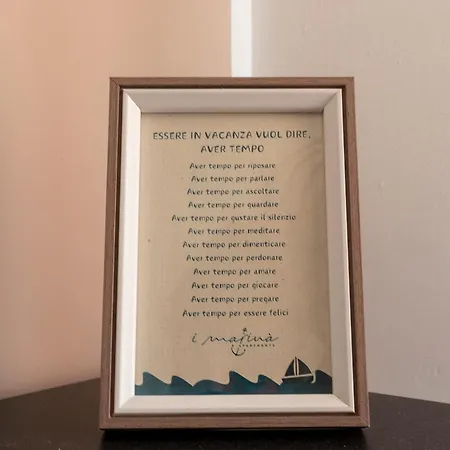 ESSERE IN VACANZA VUOL DIRE,
AVER TEMPO
Aver tempo per riposare
Aver tempo per parlare
Aver tempo per ascoltare
Aver tempo per guardare
Aver tempo per gustare il silenzio
Aver tempo per meditare
Aver tempo per dimenticare
Aver tempo per perdonare
Aver tempo per amare
Aver tempo per giocare
Aver tempo per pregare
Aver tempo per essere felici
i marinà
APARTMENTS